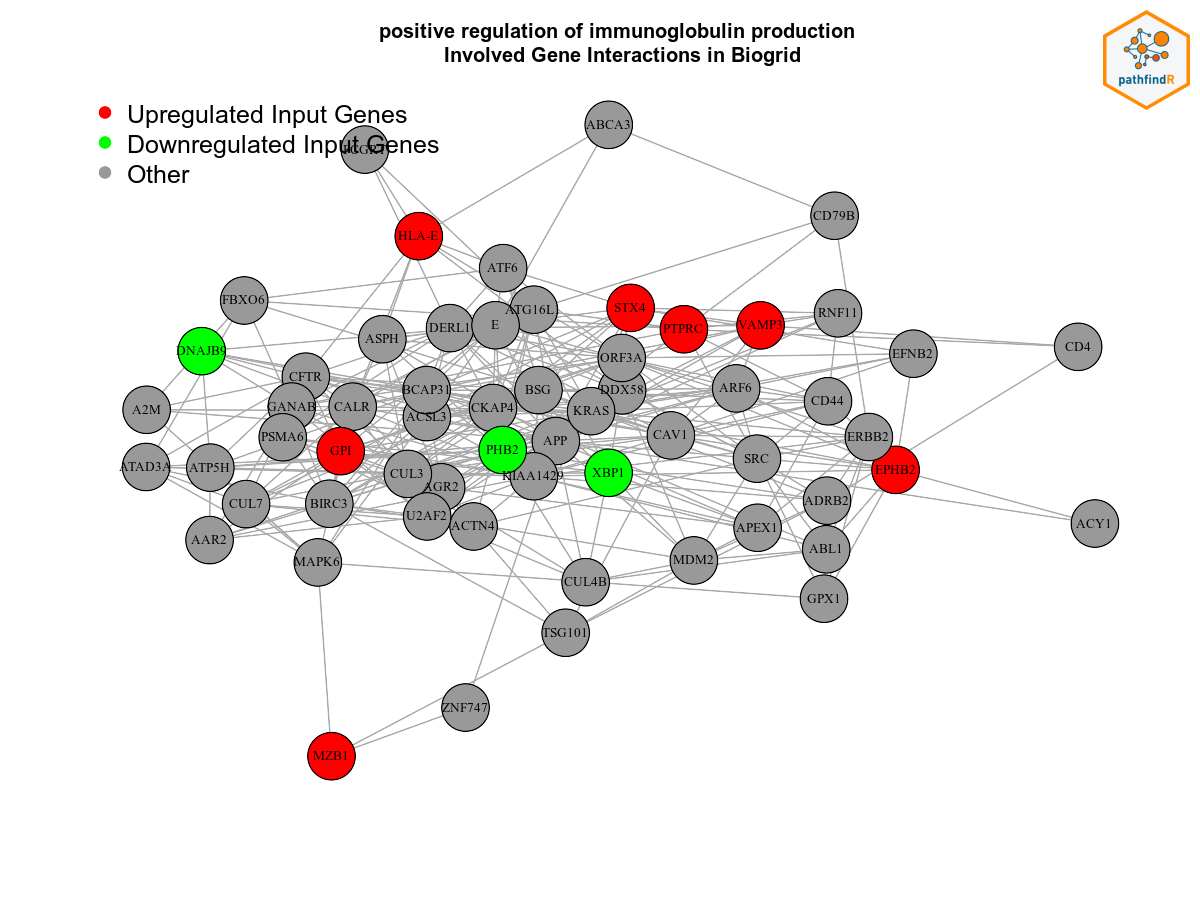 positive regulation of immunoglobulin production
Involved Gene Interactions in Biogrid
pathfindR
Upregulated Input Genes
Downregulated Input Genes
Other
ABCA3
CD79B
HLA-E
ATF6
FBXO6
ATG16L1
STX4
RNF11
E
DERL1
PTPRC
VAMP3
ASPH
CD4
DNAJB9
EFNB2
ORF3A
CFTR
BCAP31
BSG
DDX58
ARF6
A2M
GANAB
CALR
ACSL3
CKAP4
KRAS
CD44
PSMA6
GPI
PHB2
APP
CAV1
ERBB2
ATAD3A
ATP5H
CUL3
KIAA1429
XBP1
SRC
EPHB2
AGR2
CUL7
BIRC3
U2AF2
ACTN4
ADRB2
APEX1
ACY1
AAR2
MAPK6
CUL4B
MDM2
ABL1
GPX1
TSG101
ZNF747
MZB1